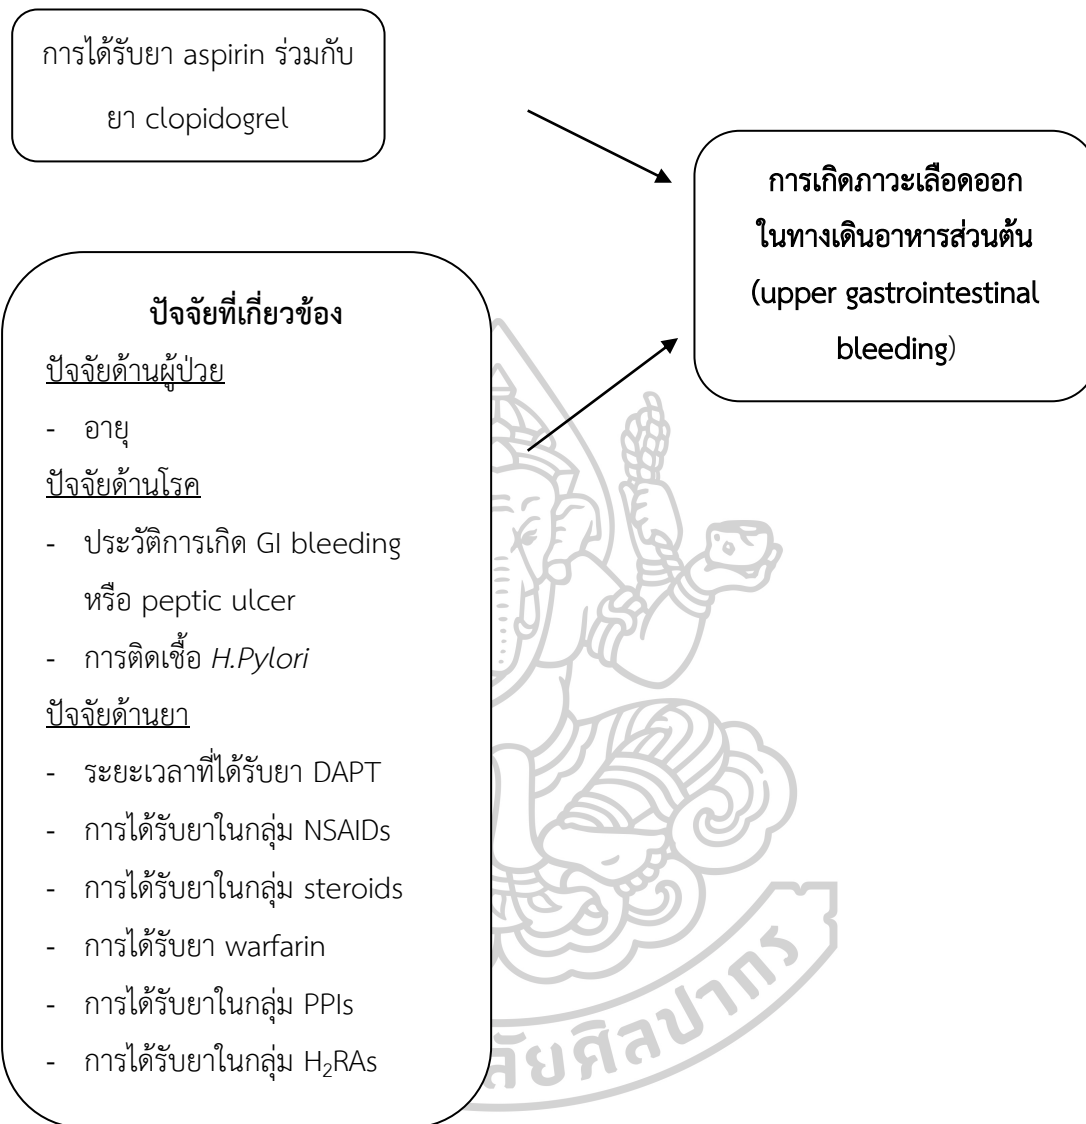 การได้รับยา aspirin ร่วมกับ
ยา clopidogrel
การเกิดภาวะเลือดออก
ในทางเดินอาหารส่วนต้น
(upper gastrointestinal
bleeding)
ปัจจัยที่เกี่ยวข้อง
ปัจจัยด้านผู้ป่วย
- อายุ
ปัจจัยด้านโรค
- ประวัติการเกิด GI bleeding
หรือ peptic ulcer
- การติดเชื้อ H.Pylori
ปัจจัยด้านยา
- ระยะเวลาที่ได้รับยา DAPT
- การได้รับยาในกลุ่ม NSAIDs
- การได้รับยาในกลุ่ม steroids
- การได้รับยา warfarin
- การได้รับยาในกลุ่ม PPIs
- การได้รับยาในกลุ่ม H₂RAs
ลัยศิลปากร